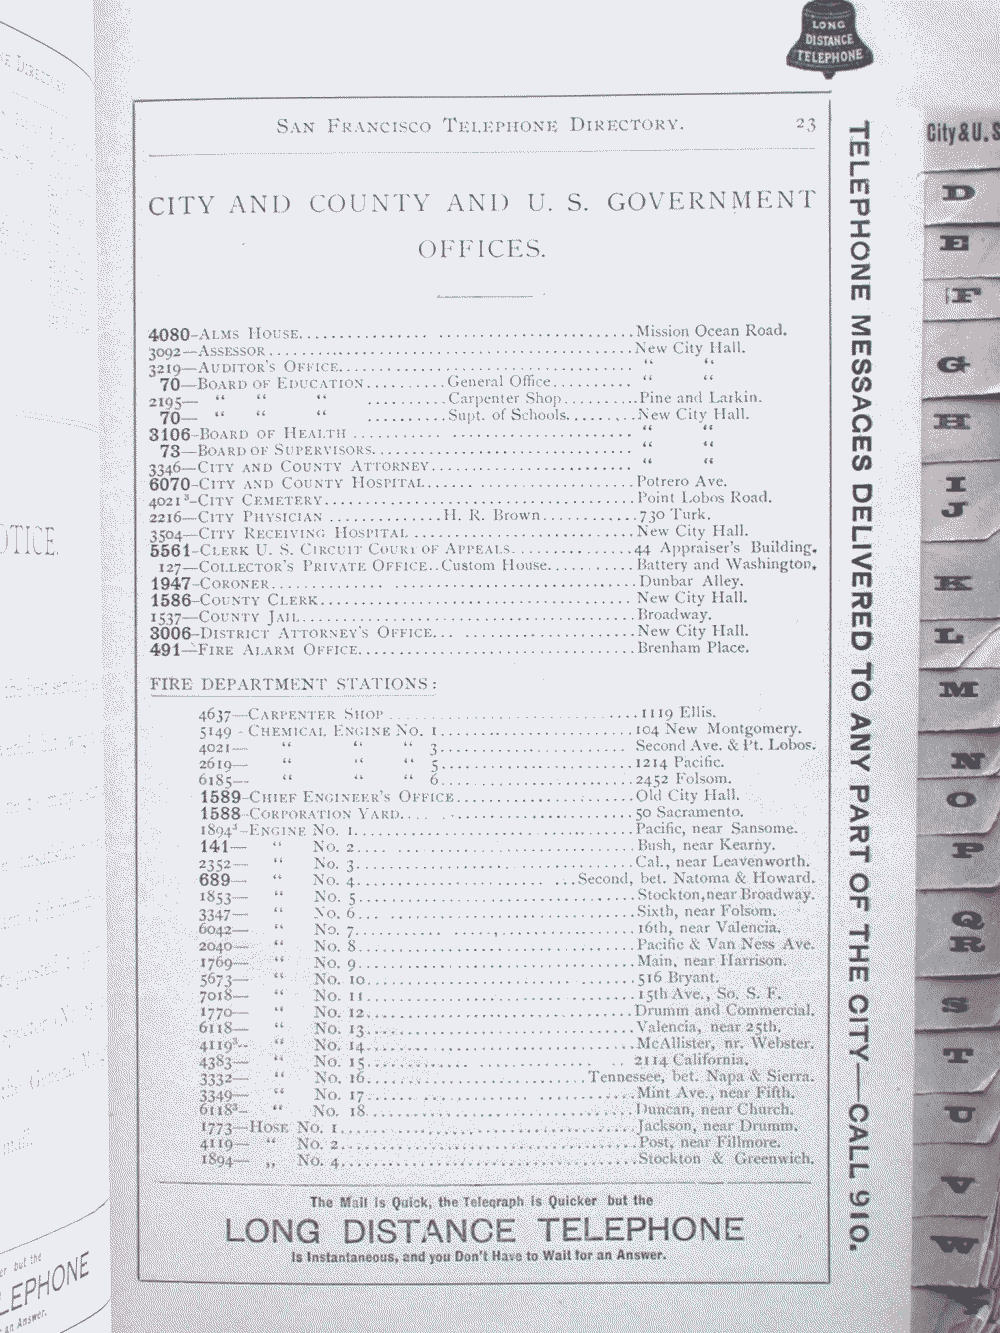 LONG
DISTANCE
TELEPHONE
SAN FRANCISCO TELEPHONE DIRECTORY. 23
CITY AND COUNTY AND U. S. GOVERNMENT
OFFICES.
4080–ALMS HOUSE........Mission Ocean Road.
3092—ASSESSOR........New City Hall.
3219—AUDITOR'S OFFICE........ " "
70—BOARD OF EDUCATION........General Office........ " "
2195— " " " ........Carpenter Shop........Pine and Larkin.
70— " " " ........Supt. of Schools........New City Hall.
3106–BOARD OF HEALTH ........ " "
73—BOARD OF SUPERVISORS........ " "
3346—CITY AND COUNTY ATTORNEY........ " "
6070–CITY AND COUNTY HOSPITAL........Potrero Ave.
4021³–CITY CEMETERY........Point Lobos Road.
2216—CITY PHYSICIAN ........H. R. Brown........730 Turk.
3504—CITY RECEIVING HOSPITAL ........New City Hall.
5561–CLERK U. S. CIRCUIT COURT OF APPEALS........44 Appraiser's Building.
127—COLLECTOR'S PRIVATE OFFICE..Custom House........Battery and Washington.
1947–CORONER........Dunbar Alley.
1586–COUNTY CLERK........New City Hall.
1537—COUNTY JAIL........Broadway.
3006–DISTRICT ATTORNEY'S OFFICE... ........New City Hall.
491—FIRE ALARM OFFICE........Brenham Place.
FIRE DEPARTMENT STATIONS:
4637—CARPENTER SHOP ........1119 Ellis.
5149 - CHEMICAL ENGINE NO. 1........104 New Montgomery.
4021— " " " 3........ Second Ave. & Pt. Lobos.
2619— " " " 5........1214 Pacific.
6185— " " " 6........2452 Folsom.
1589–CHIEF ENGINEER'S OFFICE........Old City Hall.
1588–CORPORATION YARD........50 Sacramento.
1894³–ENGINE NO. 1........Pacific, near Sansome.
141— " NO. 2........Bush, near Kearny.
2352— " NO. 3........Cal., near Leavenworth.
689— " NO. 4........ ...Second, bet. Natoma & Howard.
1853— " NO. 5........Stockton, near Broadway.
3347— " NO. 6........Sixth, near Folsom.
6042— " NO. 7........16th, near Valencia.
2040— " NO. 8........Pacific & Van Ness Ave.
1769— " NO. 9........Main, near Harrison.
5673— " NO. 10........516 Bryant.
7018— " NO. 11........15th Ave., So. S. F.
1770— " NO. 12........Drumm and Commercial.
6118— " NO. 13........Valencia, near 25th.
4119³– " NO. 14........McAllister, nr. Webster.
4383— " NO. 15........ 2114 California.
3332— " NO. 16........Tennessee, bet. Napa & Sierra.
3349— " NO. 17........Mint Ave., near Fifth.
6118³– " NO. 18........Duncan, near Church.
1773—HOSE NO. 1........Jackson, near Drumm.
4119— " NO. 2........Post, near Fillmore.
1894— „ NO. 4........Stockton & Greenwich.
The Mail is Quick, the Telegraph is Quicker but the
LONG DISTANCE TELEPHONE
Is Instantaneous, and you Don't Have to Wait for an Answer.
TELEPHONE MESSAGES DELIVERED TO ANY PART OF THE CITY—CALL 910.
City & U. S
D
E
F
G
H
I
J
K
L
M
N
O
P
Q
R
S
T
U
V
W
OTICE.
but the
LEPHONE
an Answer.